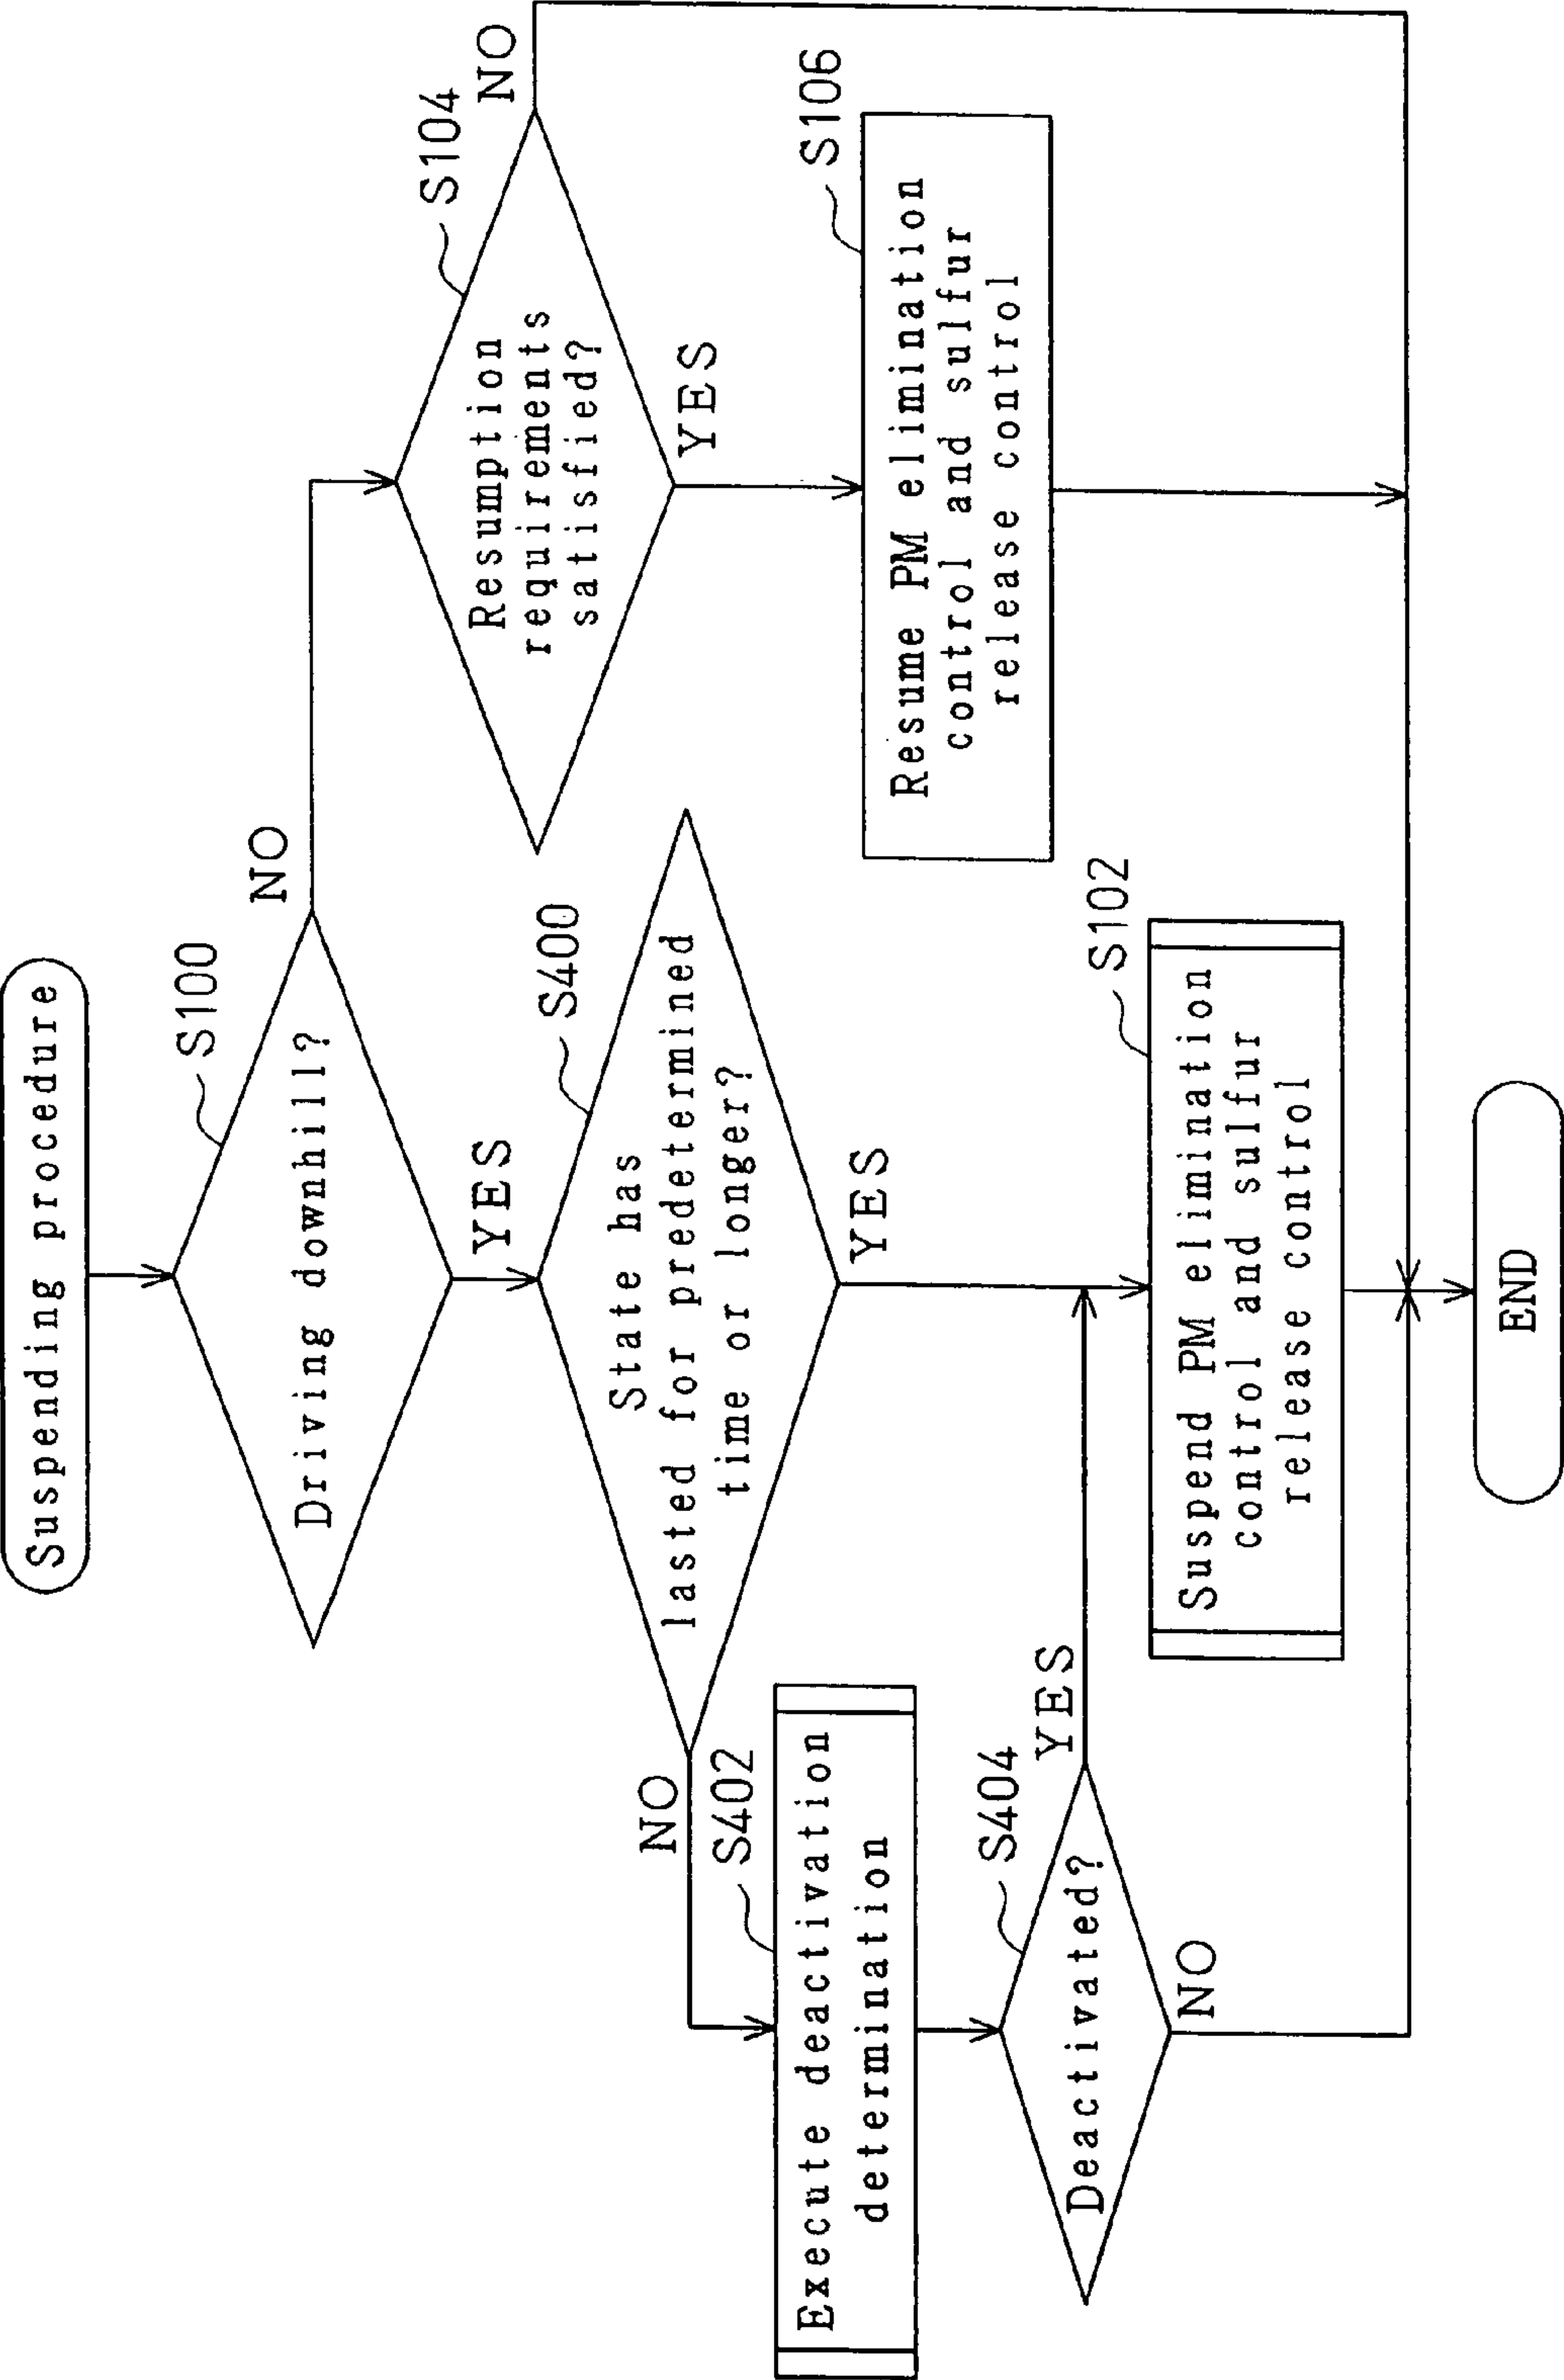 Suspending procedure
S100
Driving downhill?
NO
YES
S400
State has
lasted for predetermined
time or longer?
NO
YES
S402
Execute deactivation
determination
S404
Deactivated?
YES
NO
S102
Suspend PM elimination
control and sulfur
release control
S104
Resumption
requirements
satisfied?
NO
YES
S106
Resume PM elimination
control and sulfur
release control
END